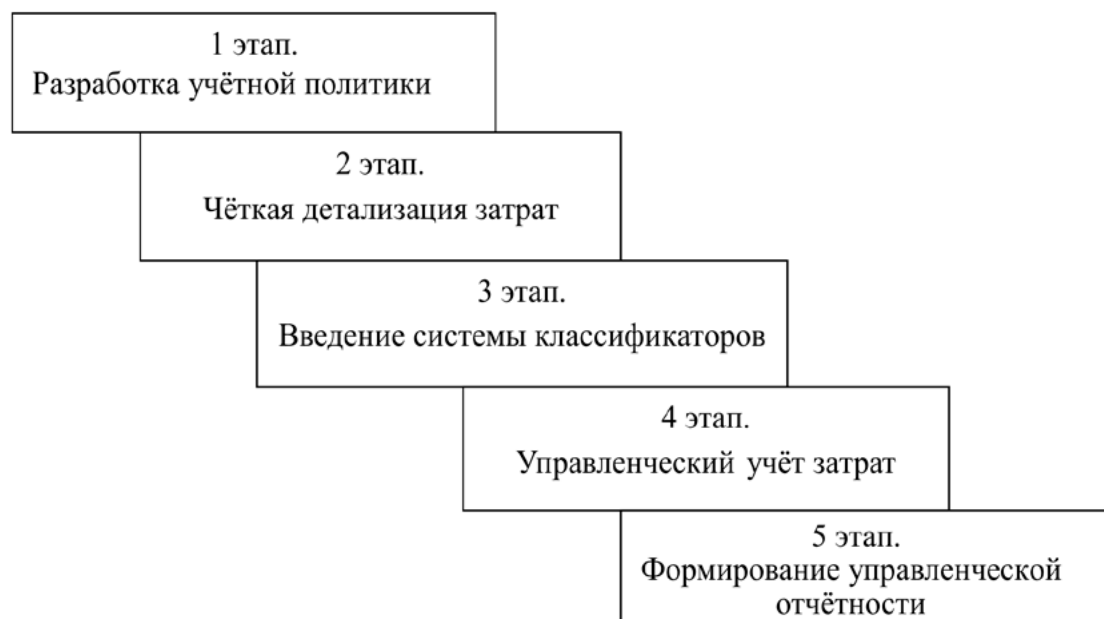 1 этап.
Разработка учётной политики
2 этап.
Чёткая детализация затрат
3 этап.
Введение системы классификаторов
4 этап.
Управленческий учёт затрат
5 этап.
Формирование управленческой
отчётности